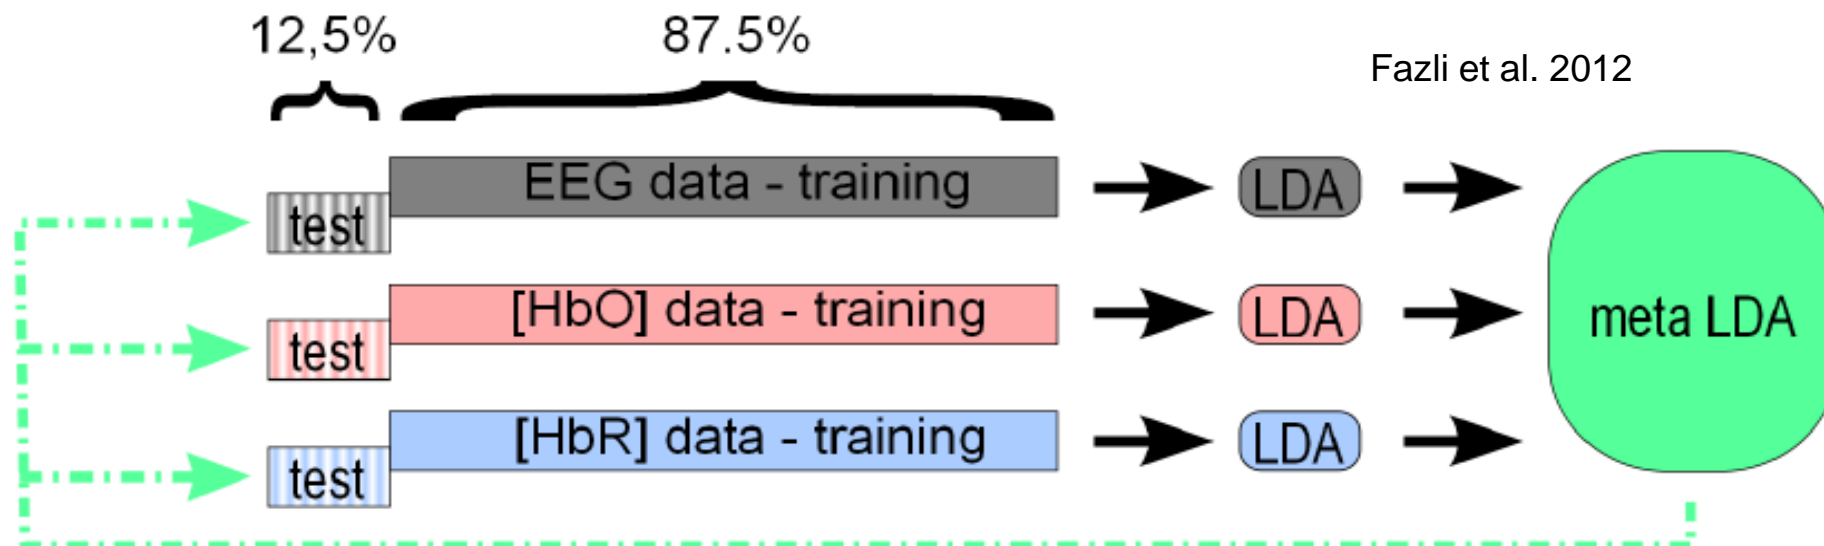 12,5% 87.5%
Fazli et al. 2012
EEG data - training LDA
test
[HbO] data - training LDA
test
meta LDA
[HbR] data - training LDA
test